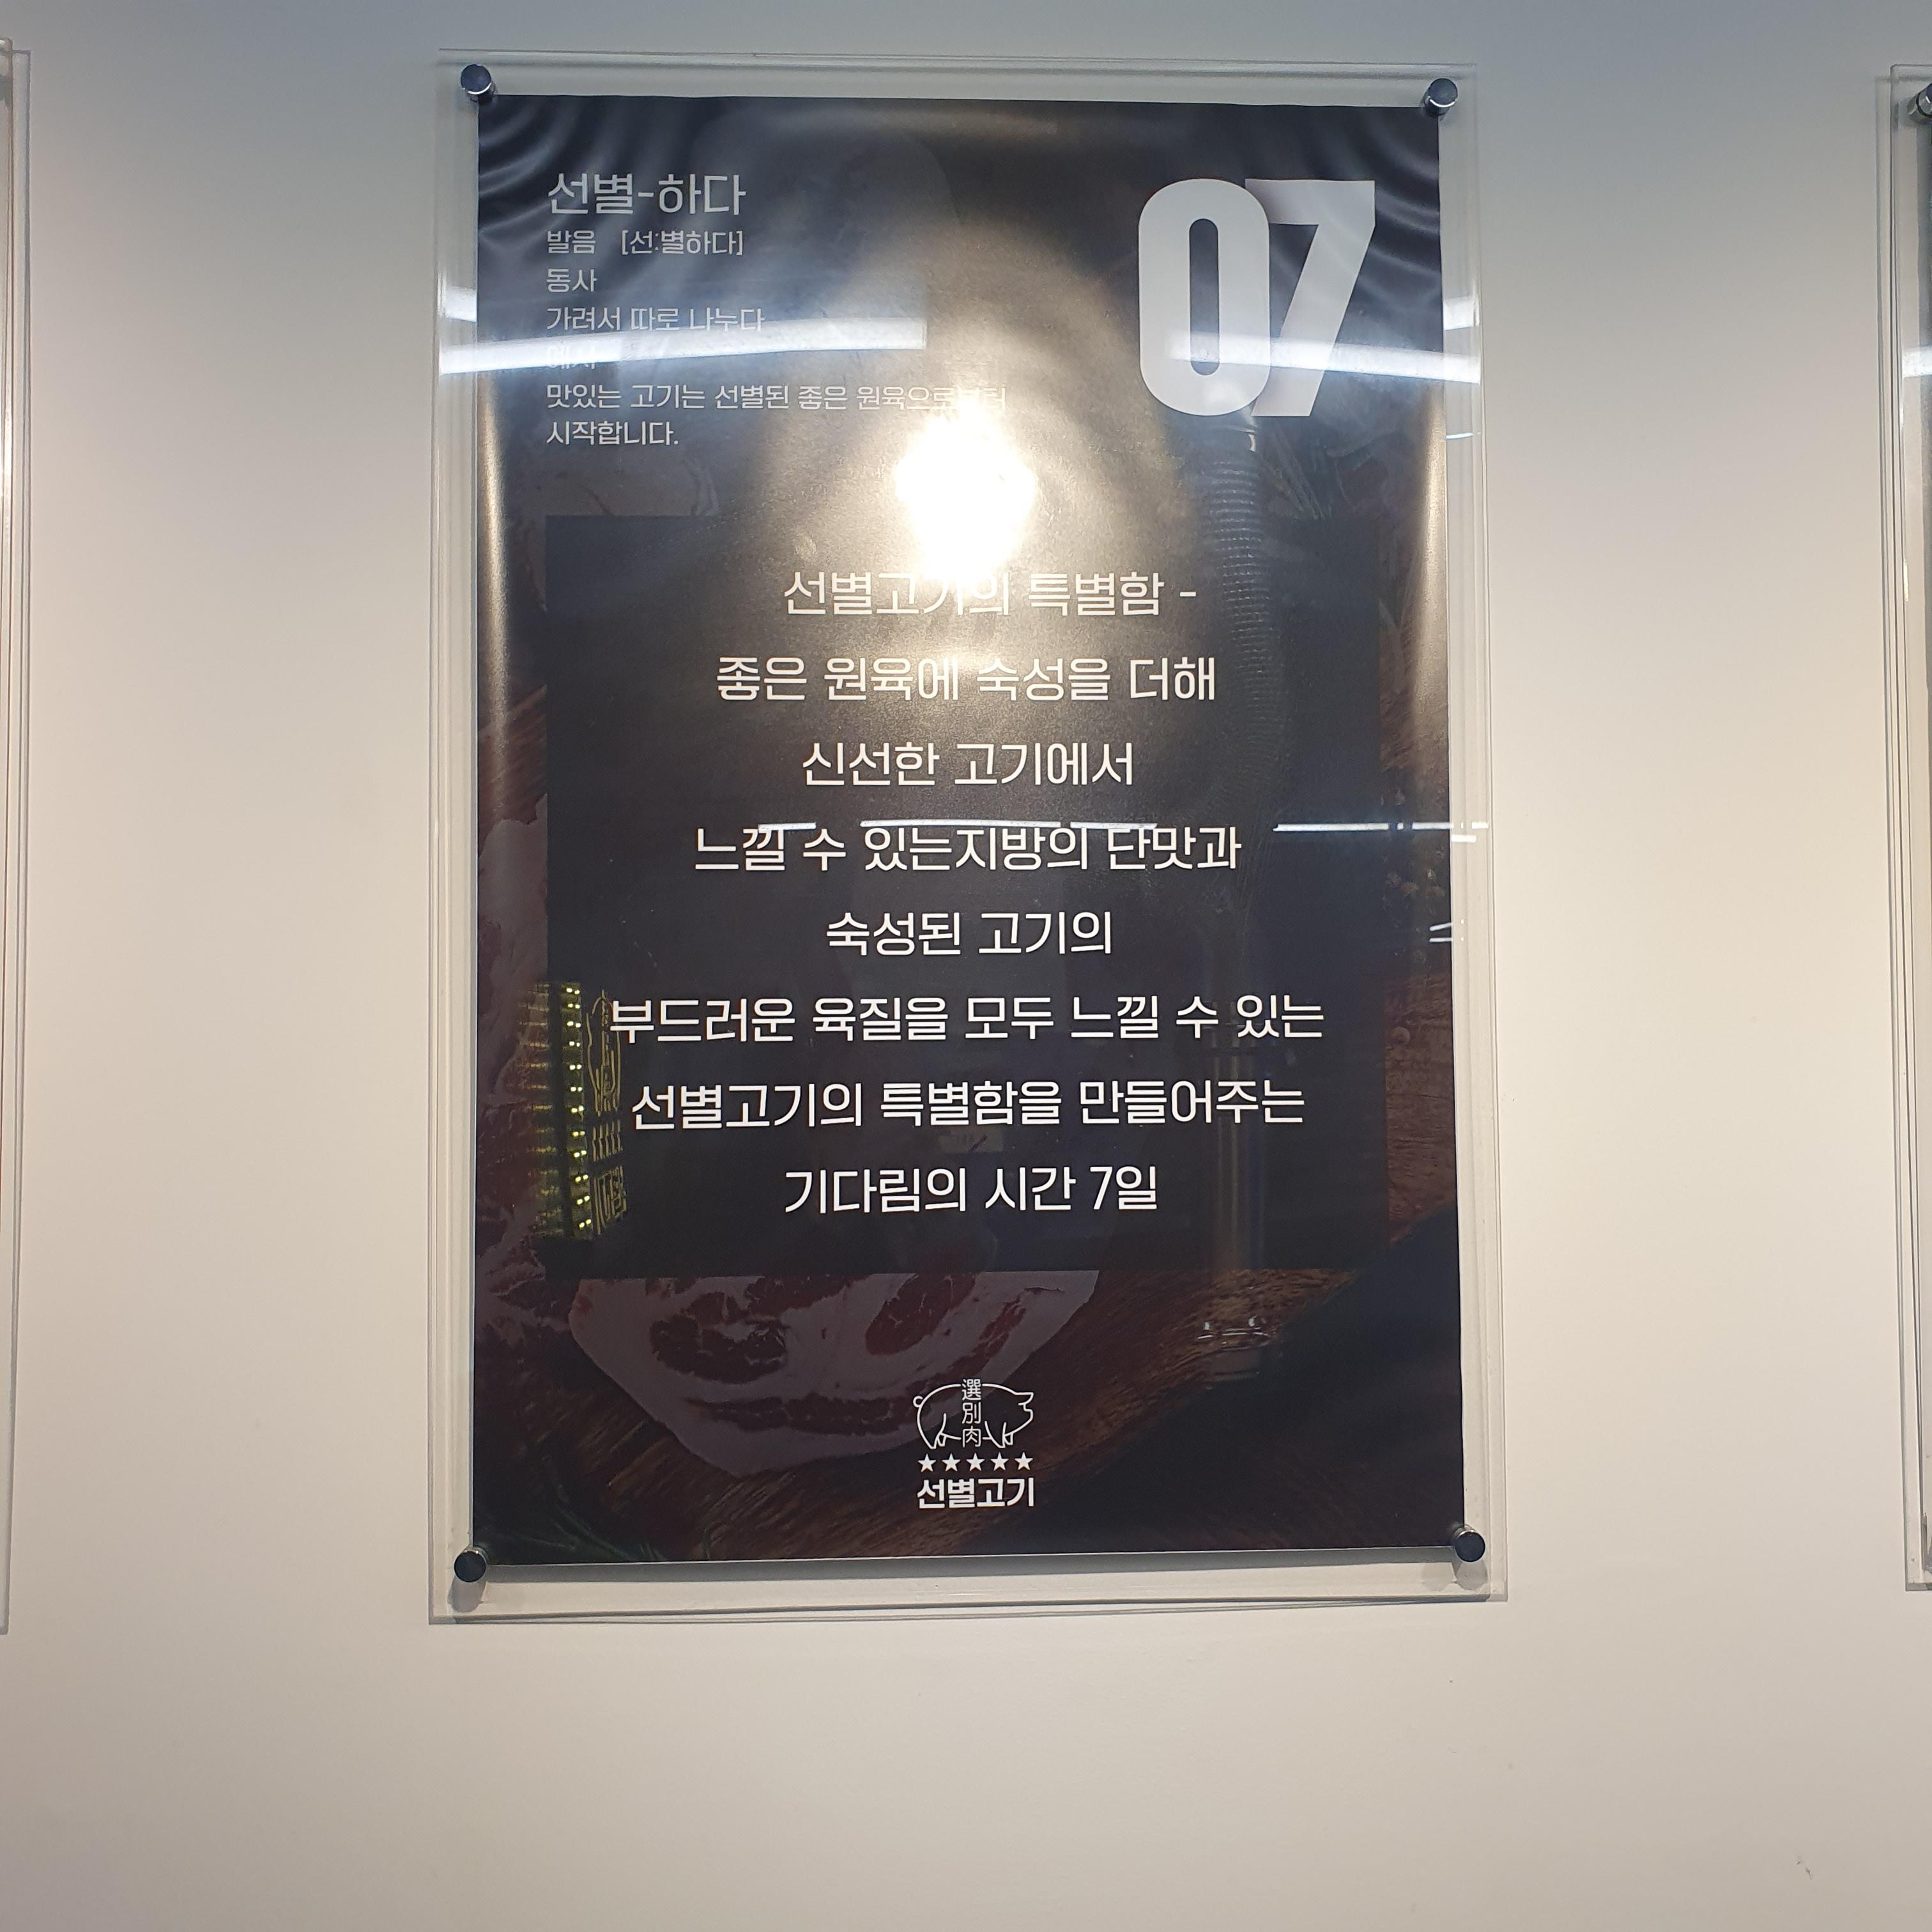 선별-하다
발음 [선:별하다]
동사
가려서 따로 나누다
맛있는 고기는 선별된 좋은 원육으로부터
시작합니다.
07
선별고기의 특별함 -
좋은 원육에 숙성을 더해
신선한 고기에서
느낄 수 있는지방의 단맛과
숙성된 고기의
부드러운 육질을 모두 느낄 수 있는
선별고기의 특별함을 만들어주는
기다림의 시간 7일
選
別
肉
선별고기